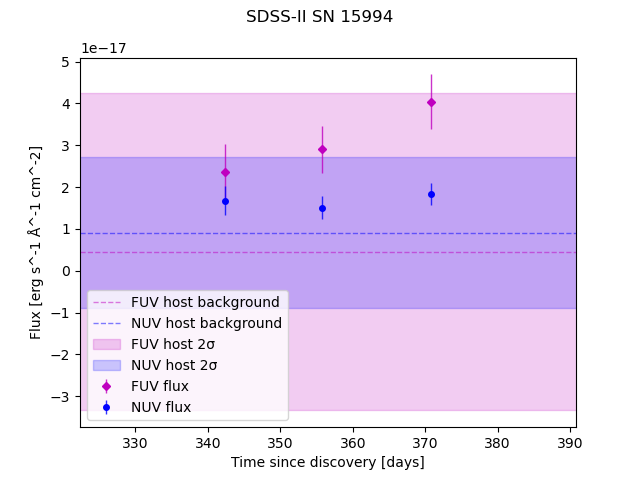 SDSS-II SN 15994
1e−17
5
4
3
2
1
0
−1
−2
−3
Flux [erg s^-1 Å^-1 cm^-2]
FUV host background
NUV host background
FUV host 2σ
NUV host 2σ
FUV flux
NUV flux
330 340 350 360 370 380 390
Time since discovery [days]